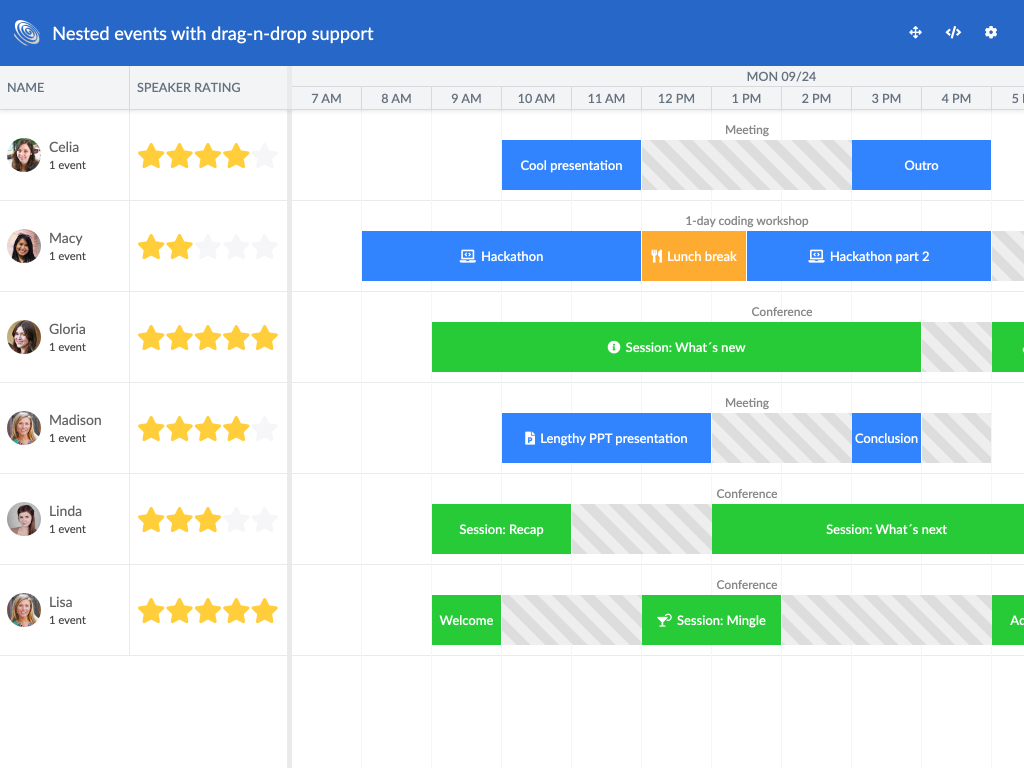 Nested events with drag-n-drop support
NAME
SPEAKER RATING
MON 09/24
7 AM 8 AM 9 AM 10 AM 11 AM 12 PM 1 PM 2 PM 3 PM 4 PM 5
Celia
1 event
Meeting
Cool presentation
Outro
Macy
1 event
1-day coding workshop
Hackathon
Lunch break
Hackathon part 2
Gloria
1 event
Conference
Session: What´s new
Madison
1 event
Meeting
Lengthy PPT presentation
Conclusion
Linda
1 event
Conference
Session: Recap
Session: What´s next
Lisa
1 event
Conference
Welcome
Session: Mingle